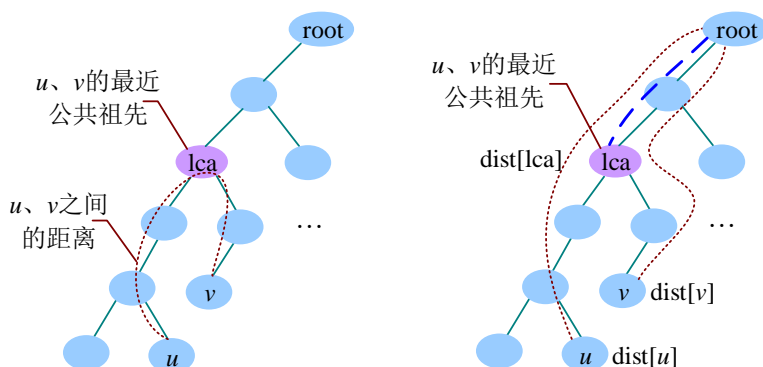 root
u、v的最近
公共祖先
lca
u、v之间
的距离
…
v
u
root
u、v的最近
公共祖先
dist[lca]
lca
…
v dist[v]
u dist[u]